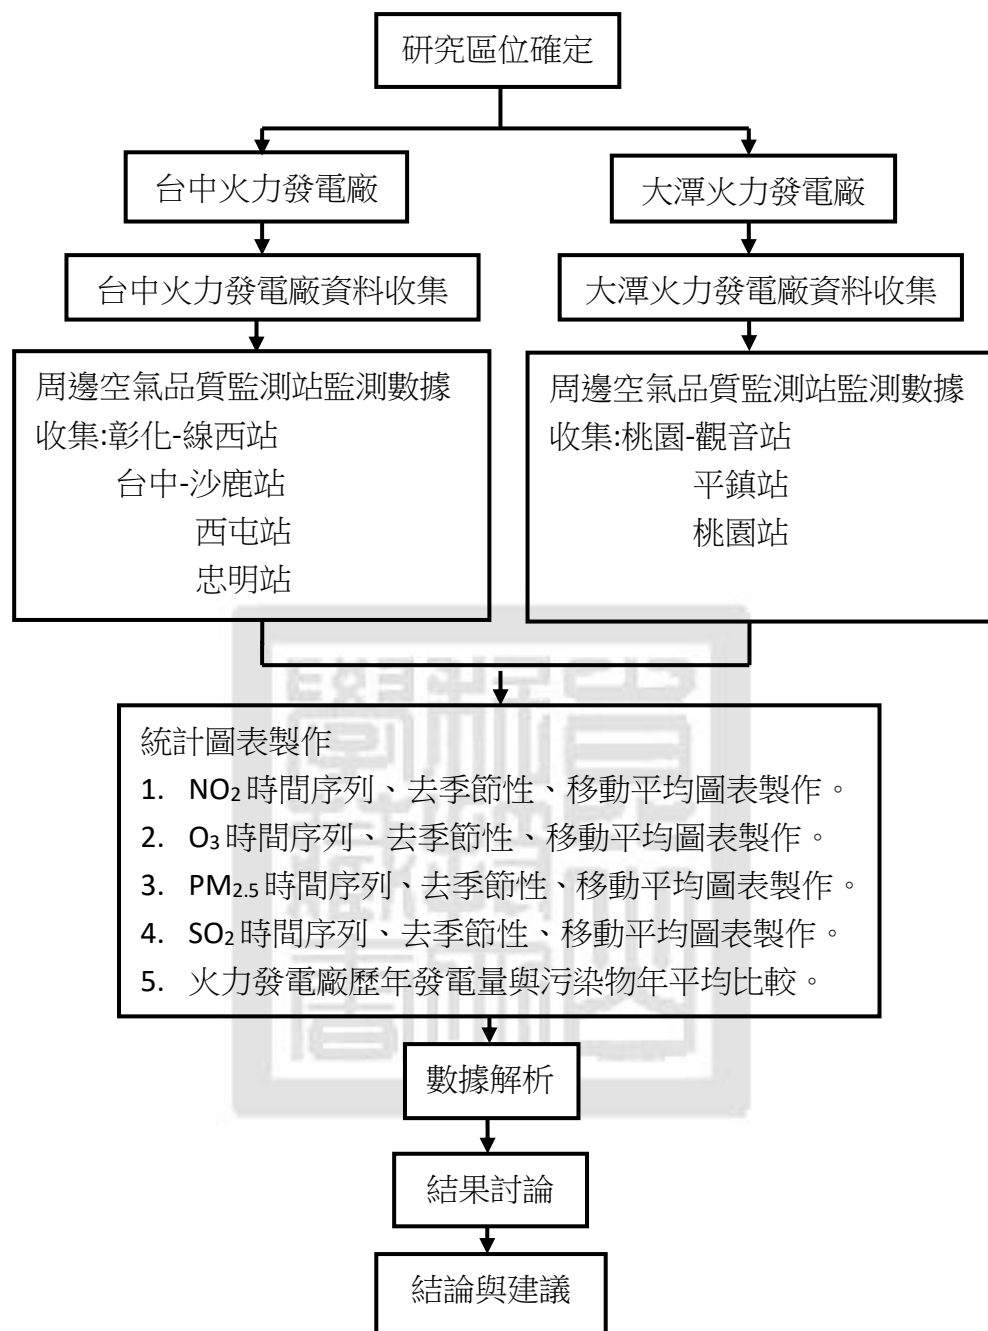 研究區位確定
台中火力發電廠
大潭火力發電廠
台中火力發電廠資料收集
大潭火力發電廠資料收集
周邊空氣品質監測站監測數據
收集:彰化-線西站
台中-沙鹿站
西屯站
忠明站
周邊空氣品質監測站監測數據
收集:桃園-觀音站
平鎮站
桃園站
統計圖表製作
1. NO₂時間序列、去季節性、移動平均圖表製作。
2. O₃時間序列、去季節性、移動平均圖表製作。
3. PM₂.₅時間序列、去季節性、移動平均圖表製作。
4. SO₂時間序列、去季節性、移動平均圖表製作。
5. 火力發電廠歷年發電量與污染物年平均比較。
數據解析
結果討論
結論與建議